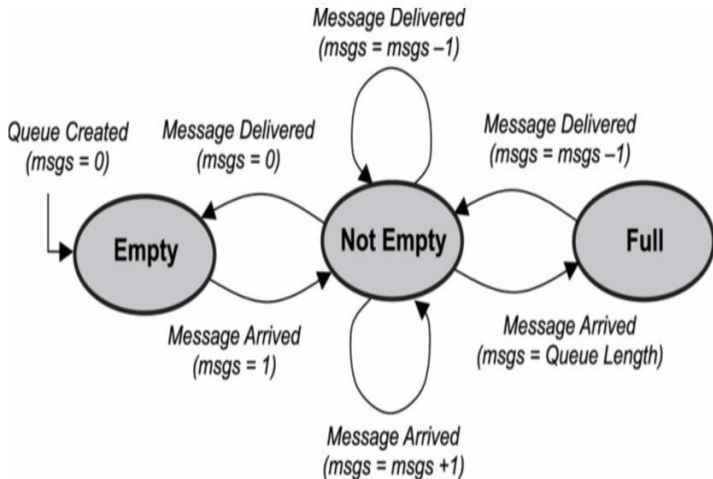 Message Delivered
(msgs = msgs –1)
Queue Created
(msgs = 0)
Message Delivered
(msgs = 0)
Message Delivered
(msgs = msgs –1)
Empty
Not Empty
Full
Message Arrived
(msgs = 1)
Message Arrived
(msgs = Queue Length)
Message Arrived
(msgs = msgs +1)